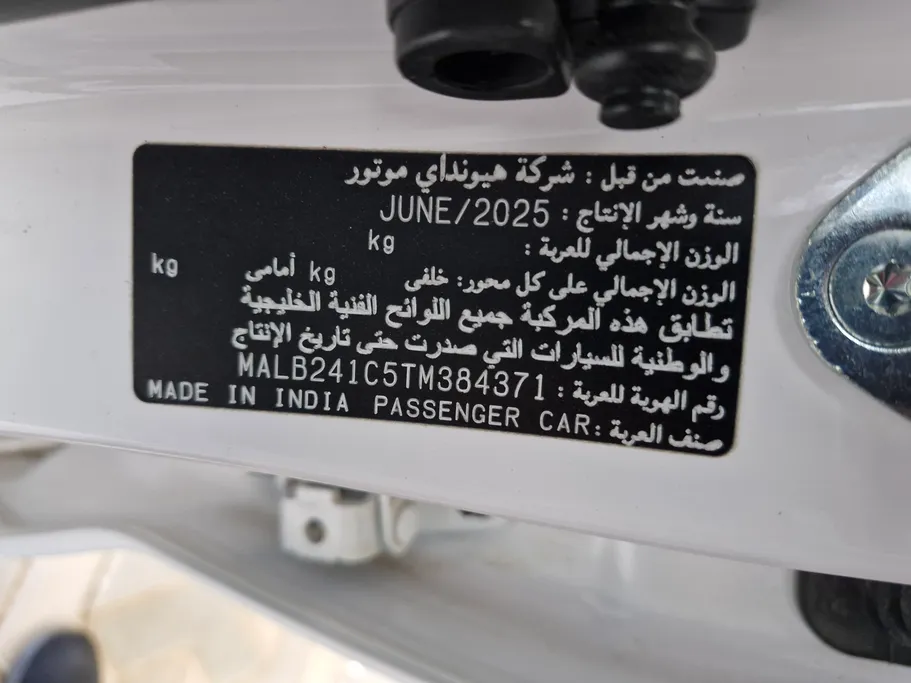 صنعت من قبل : شركة هيونداي موتور
سنة وشهر الإنتاج : JUNE/2025
الوزن الإجمالي للعربة : kg
الوزن الإجمالي على كل محور: خلفى kg أمامى kg
تطابق هذه المركبة جميع اللوائح الفنية الخليجية
والوطنية للسيارات التي صدرت حتى تاريخ الإنتاج
رقم الهوية للعربة : MALB241C5TM384371
صنف العربة : PASSENGER CAR MADE IN INDIA